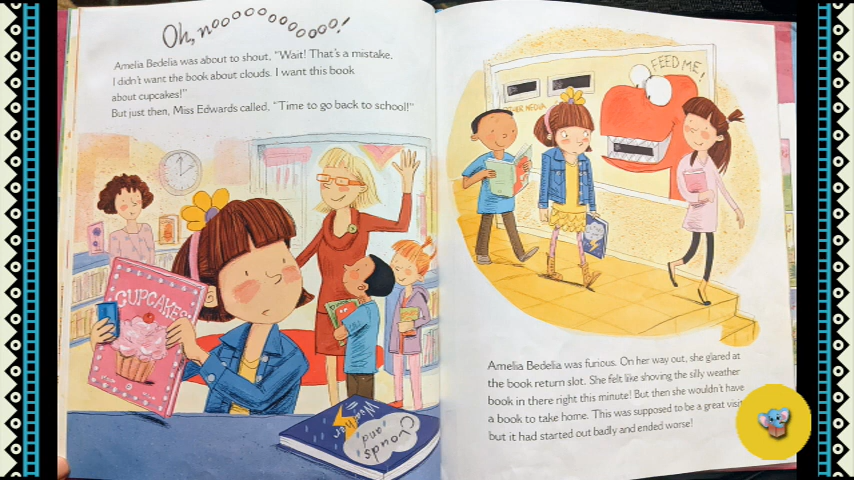 Oh, noooooooooooo!
Amelia Bedelia was about to shout, "Wait! That's a mistake.
I didn't want the book about clouds. I want this book
about cupcakes!"
But just then, Miss Edwards called, "Time to go back to school!"
CUPCAKES!
Clouds
and
Weather
FEED ME!
Amelia Bedelia was furious. On her way out, she glared at
the book return slot. She felt like shoving the silly weather
book in there right this minute! But then she wouldn't have
a book to take home. This was supposed to be a great
but it had started out badly and ended worse!